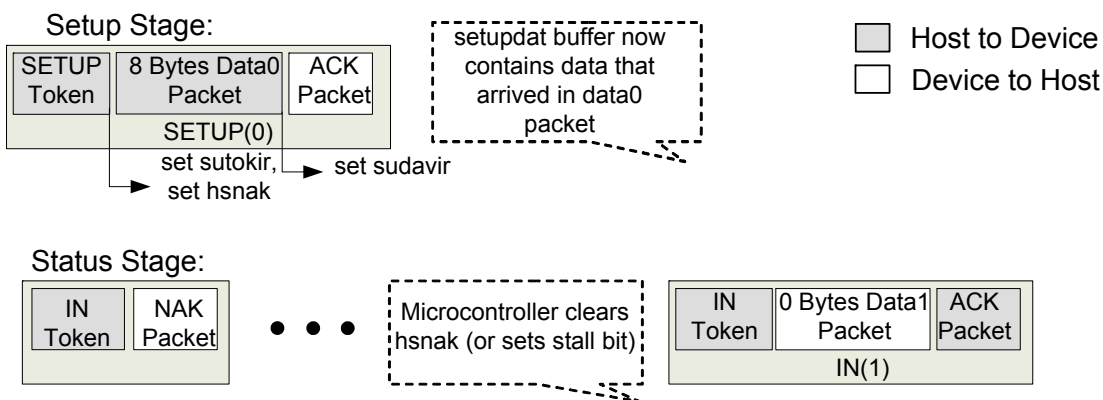 Setup Stage:
SETUP
Token
8 Bytes Data0
Packet
ACK
Packet
SETUP(0)
set sutokir,
set hsnak
set sudavir
setupdat buffer now
contains data that
arrived in data0
packet
Host to Device
Device to Host
Status Stage:
IN
Token
NAK
Packet
● ● ●
Microcontroller clears
hsnak (or sets stall bit)
IN
Token
0 Bytes Data1
Packet
ACK
Packet
IN(1)